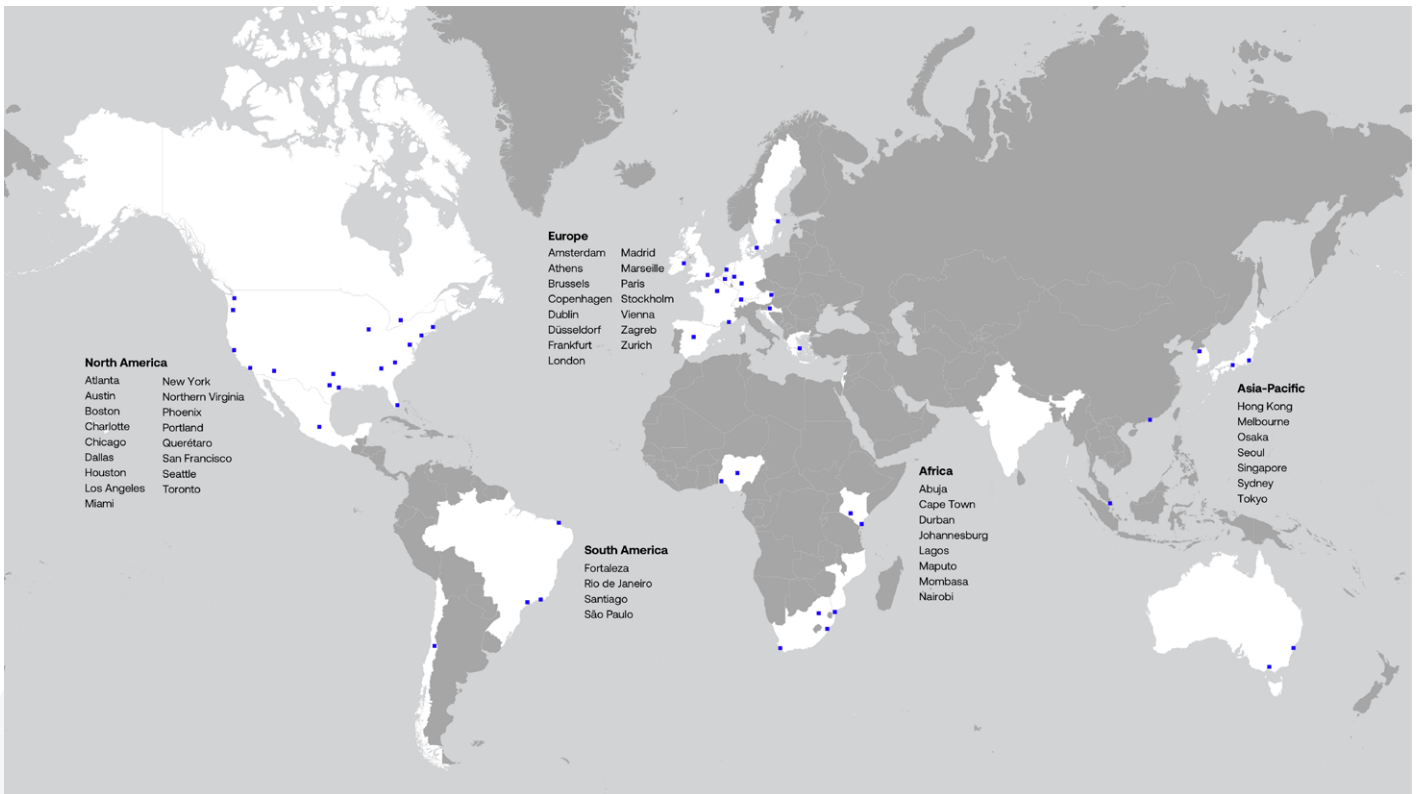 Europe
Amsterdam Madrid
Athens Marseille
Brussels Paris
Copenhagen Stockholm
Dublin Vienna
Düsseldorf Zagreb
Frankfurt Zurich
London
North America
Atlanta New York
Austin Northern Virginia
Boston Phoenix
Charlotte Portland
Chicago Querétaro
Dallas San Francisco
Houston Seattle
Los Angeles Toronto
Miami
Asia-Pacific
Hong Kong
Melbourne
Osaka
Seoul
Singapore
Sydney
Tokyo
Africa
Abuja
Cape Town
Durban
Johannesburg
Lagos
Maputo
Mombasa
Nairobi
South America
Fortaleza
Rio de Janeiro
Santiago
São Paulo